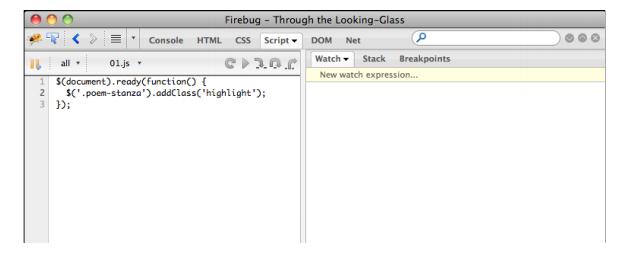 Firebug - Through the Looking-Glass
Console HTML CSS Script DOM Net
all 01.js Watch Stack Breakpoints
New watch expression...
1 $(document).ready(function() {
2 $('.poem-stanza').addClass('highlight');
3 });